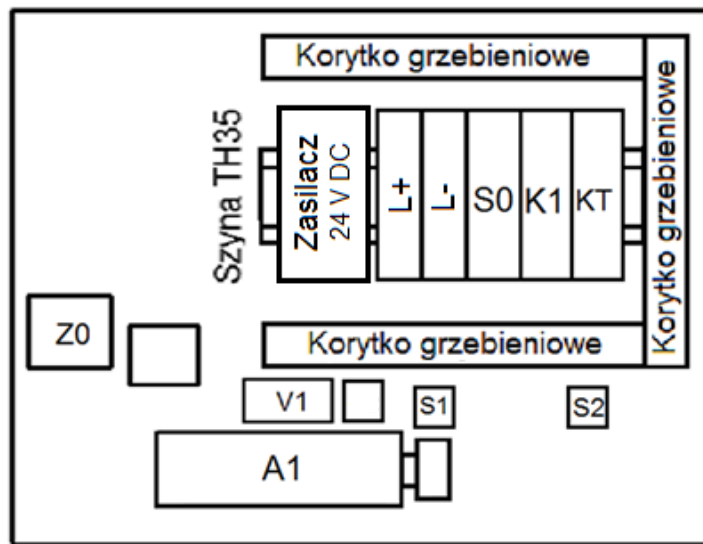 Korytko grzebieniowe
Korytko grzebieniowe
Szyna TH35
Zasilacz
24 V DC
L+
L-
S0
K1
KT
Z0
Korytko grzebieniowe
V1
S1
S2
A1